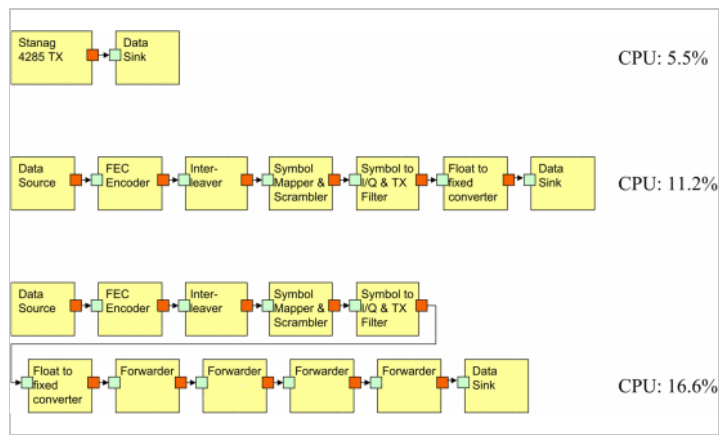 Stanag
4285 TX
Data
Sink
CPU: 5.5%
Data
Source
FEC
Encoder
Inter-
leaver
Symbol
Mapper &
Scrambler
Symbol to
I/Q & TX
Filter
Float to
fixed
converter
Data
Sink
CPU: 11.2%
Data
Source
FEC
Encoder
Inter-
leaver
Symbol
Mapper &
Scrambler
Symbol to
I/Q & TX
Filter
Float to
fixed
converter
Forwarder
Forwarder
Forwarder
Forwarder
Data
Sink
CPU: 16.6%